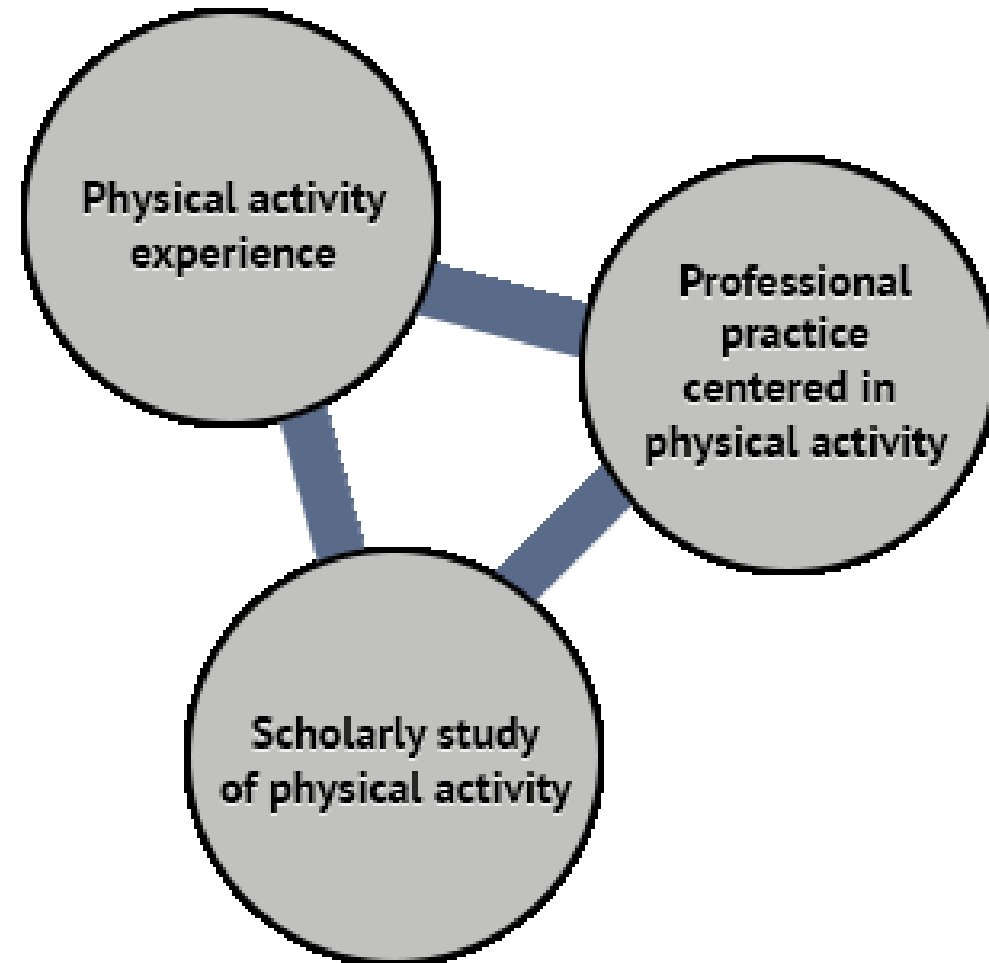 Physical activity
experience
Professional
practice
centered in
physical activity
Scholarly study
of physical activity